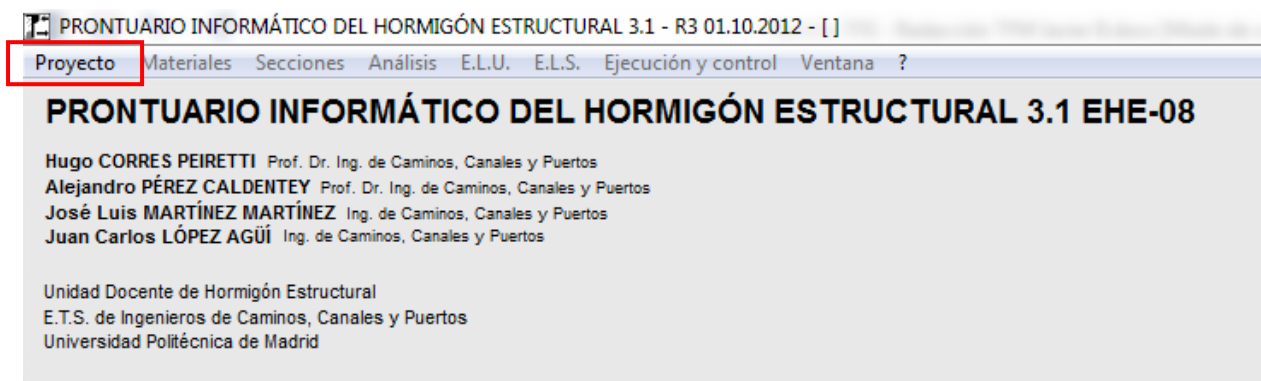 PRONTUARIO INFORMÁTICO DEL HORMIGÓN ESTRUCTURAL 3.1 - R3 01.10.2012 - [ ]
Proyecto Materiales Secciones Análisis E.L.U. E.L.S. Ejecución y control Ventana ?
PRONTUARIO INFORMÁTICO DEL HORMIGÓN ESTRUCTURAL 3.1 EHE-08
Hugo CORRES PEIRETTI Prof. Dr. Ing. de Caminos, Canales y Puertos
Alejandro PÉREZ CALDENTEY Prof. Dr. Ing. de Caminos, Canales y Puertos
José Luis MARTÍNEZ MARTÍNEZ Ing. de Caminos, Canales y Puertos
Juan Carlos LÓPEZ AGÜÍ Ing. de Caminos, Canales y Puertos
Unidad Docente de Hormigón Estructural
E.T.S. de Ingenieros de Caminos, Canales y Puertos
Universidad Politécnica de Madrid